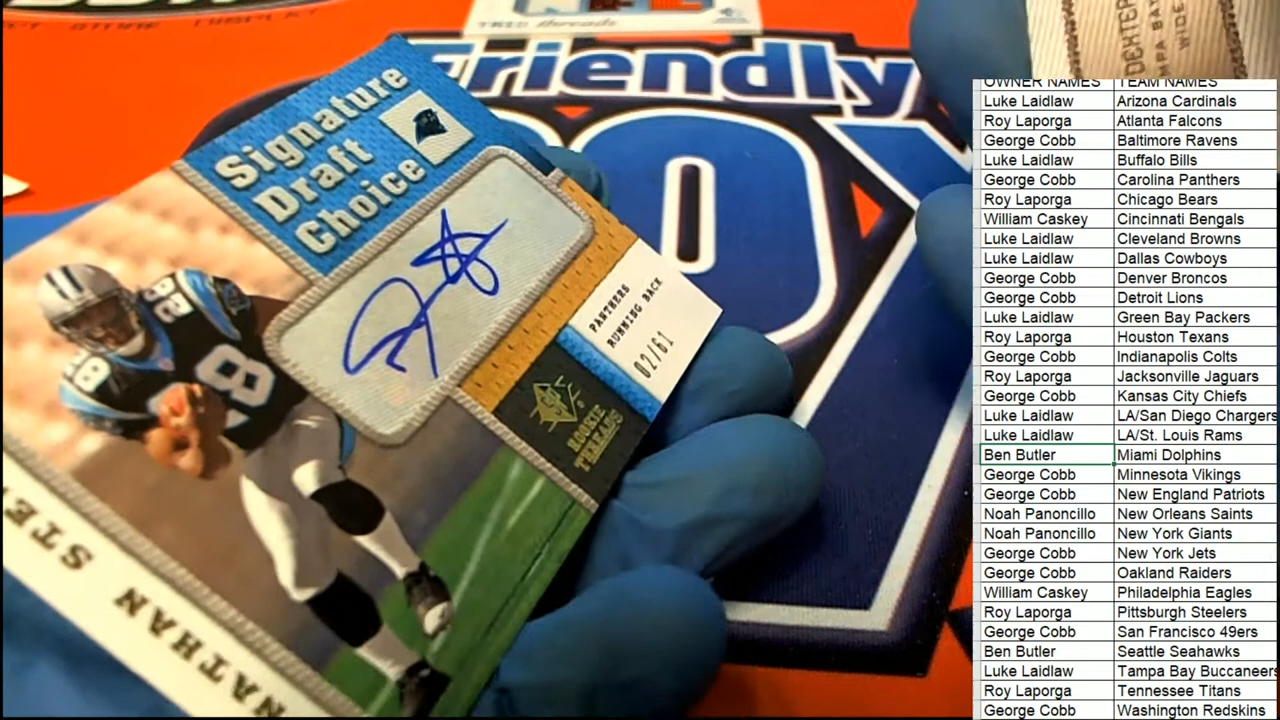 TRIO threads
Friendly
Signature
Draft
Choice
PANTHERS
RUNNING BACK
02/61
ROOKIE
THREADS
28
NATHAN STE
DEXTER
WIDE
OWNER NAMES TEAM NAMES
Luke Laidlaw Arizona Cardinals
Roy Laporga Atlanta Falcons
George Cobb Baltimore Ravens
Luke Laidlaw Buffalo Bills
George Cobb Carolina Panthers
Roy Laporga Chicago Bears
William Caskey Cincinnati Bengals
Luke Laidlaw Cleveland Browns
Luke Laidlaw Dallas Cowboys
George Cobb Denver Broncos
George Cobb Detroit Lions
Luke Laidlaw Green Bay Packers
Roy Laporga Houston Texans
George Cobb Indianapolis Colts
Roy Laporga Jacksonville Jaguars
George Cobb Kansas City Chiefs
Luke Laidlaw LA/San Diego Chargers
Luke Laidlaw LA/St. Louis Rams
Ben Butler Miami Dolphins
George Cobb Minnesota Vikings
George Cobb New England Patriots
Noah Panoncillo New Orleans Saints
Noah Panoncillo New York Giants
George Cobb New York Jets
George Cobb Oakland Raiders
William Caskey Philadelphia Eagles
Roy Laporga Pittsburgh Steelers
George Cobb San Francisco 49ers
Ben Butler Seattle Seahawks
Luke Laidlaw Tampa Bay Buccaneers
Roy Laporga Tennessee Titans
George Cobb Washington Redskins